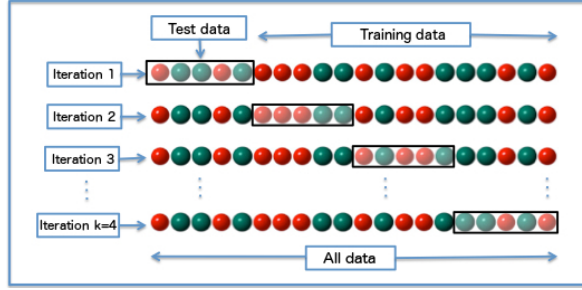 Test data
Training data
Iteration 1
Iteration 2
Iteration 3
Iteration k=4
All data